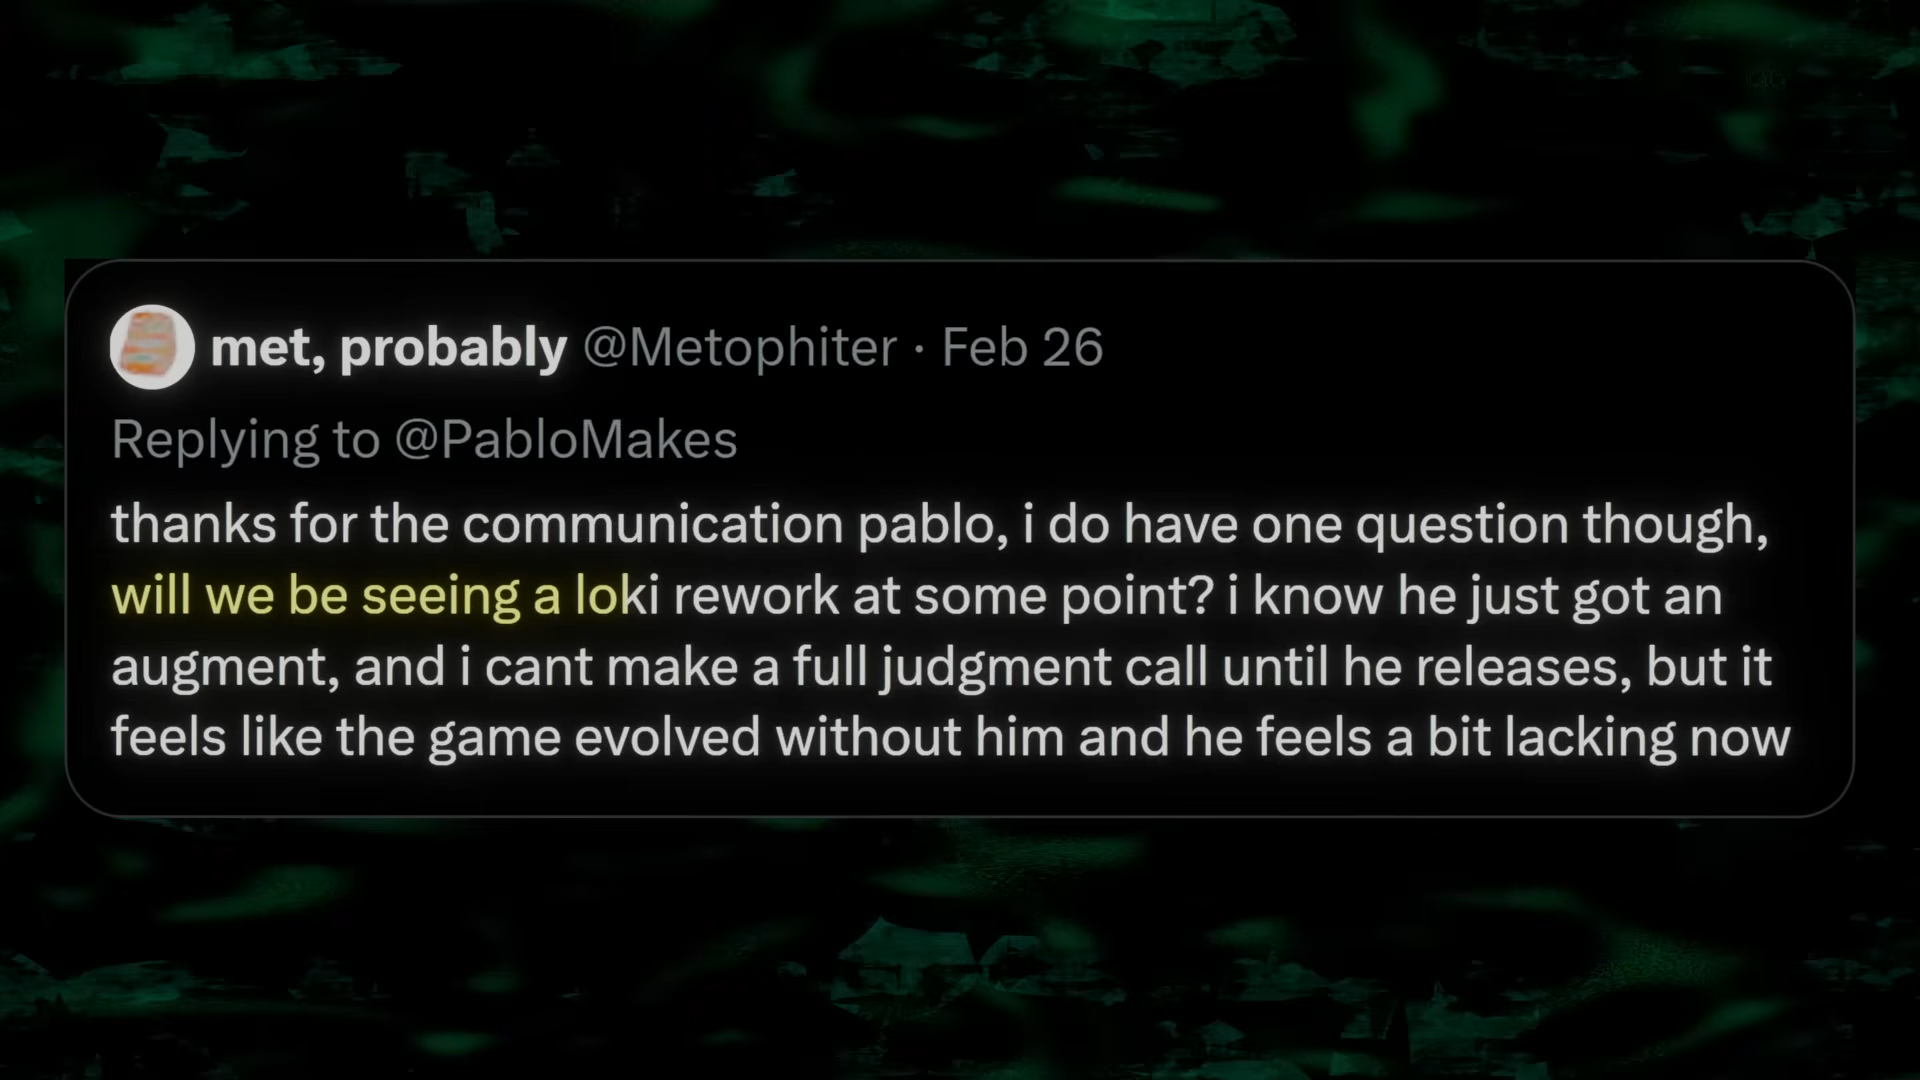 met, probably @Metophiter · Feb 26
Replying to @PabloMakes
thanks for the communication pablo, i do have one question though,
will we be seeing a loki rework at some point? i know he just got an
augment, and i cant make a full judgment call until he releases, but it
feels like the game evolved without him and he feels a bit lacking now